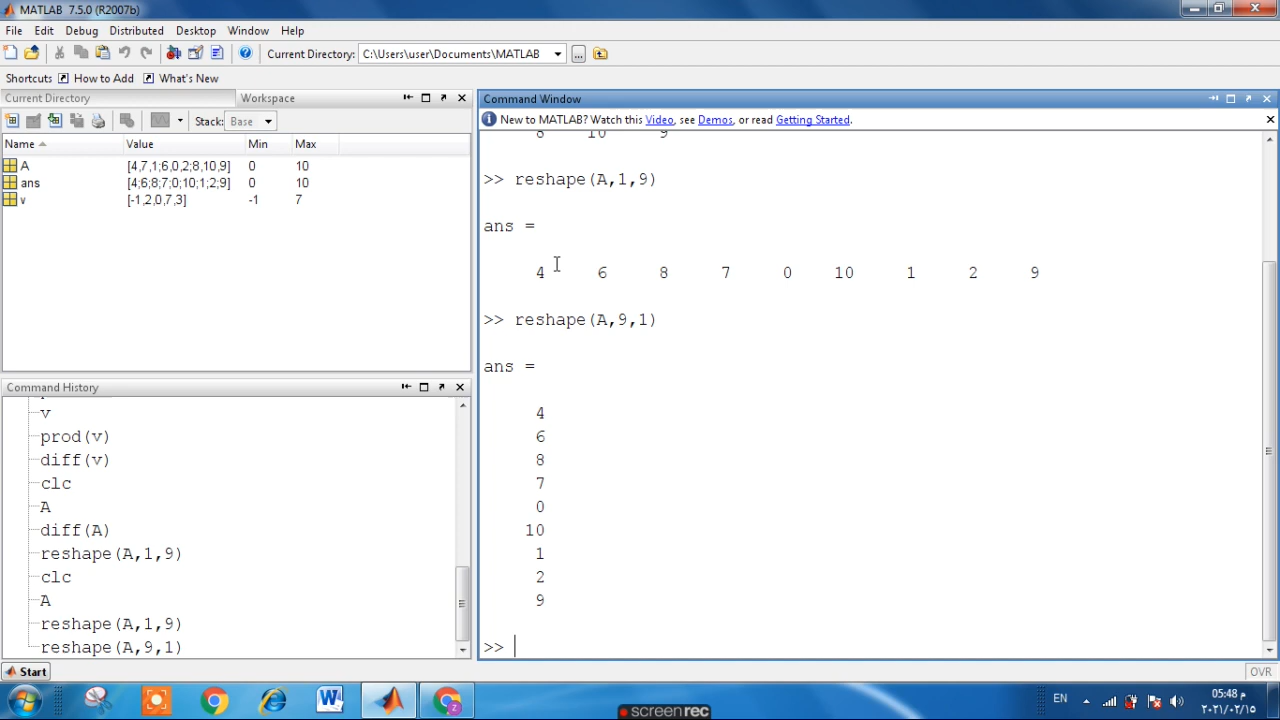 MATLAB 7.5.0 (R2007b)
File Edit Debug Distributed Desktop Window Help
Current Directory: C:\Users\user\Documents\MATLAB ...
Shortcuts How to Add What's New
Current Directory Workspace
Stack: Base
Name Value Min Max
A [4,7,1;6,0,2;8,10,9] 0 10
ans [4;6;8;7;0;10;1;2;9] 0 10
v [-1,2,0,7,3] -1 7
Command History
v
prod(v)
diff(v)
clc
A
diff(A)
reshape(A,1,9)
clc
A
reshape(A,1,9)
reshape(A,9,1)
Command Window
New to MATLAB? Watch this Video, see Demos, or read Getting Started.
8 10 9
>> reshape(A,1,9)
ans =
4 6 8 7 0 10 1 2 9
>> reshape(A,9,1)
ans =
4
6
8
7
0
10
1
2
9
>>
Start
OVR
screenrec
EN
05:48 م
٢٠٢١/٠٢/١٥